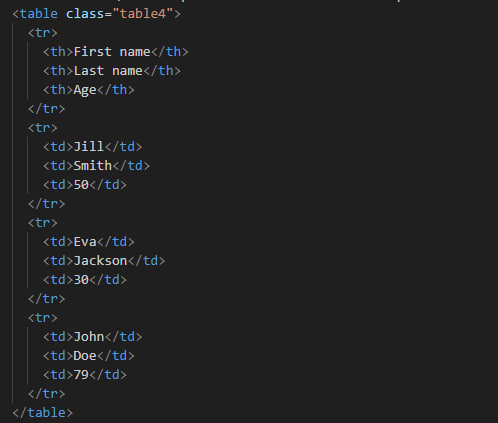 <table class="table4">
<tr>
<th>First name</th>
<th>Last name</th>
<th>Age</th>
</tr>
<tr>
<td>Jill</td>
<td>Smith</td>
<td>50</td>
</tr>
<tr>
<td>Eva</td>
<td>Jackson</td>
<td>30</td>
</tr>
<tr>
<td>John</td>
<td>Doe</td>
<td>79</td>
</tr>
</table>